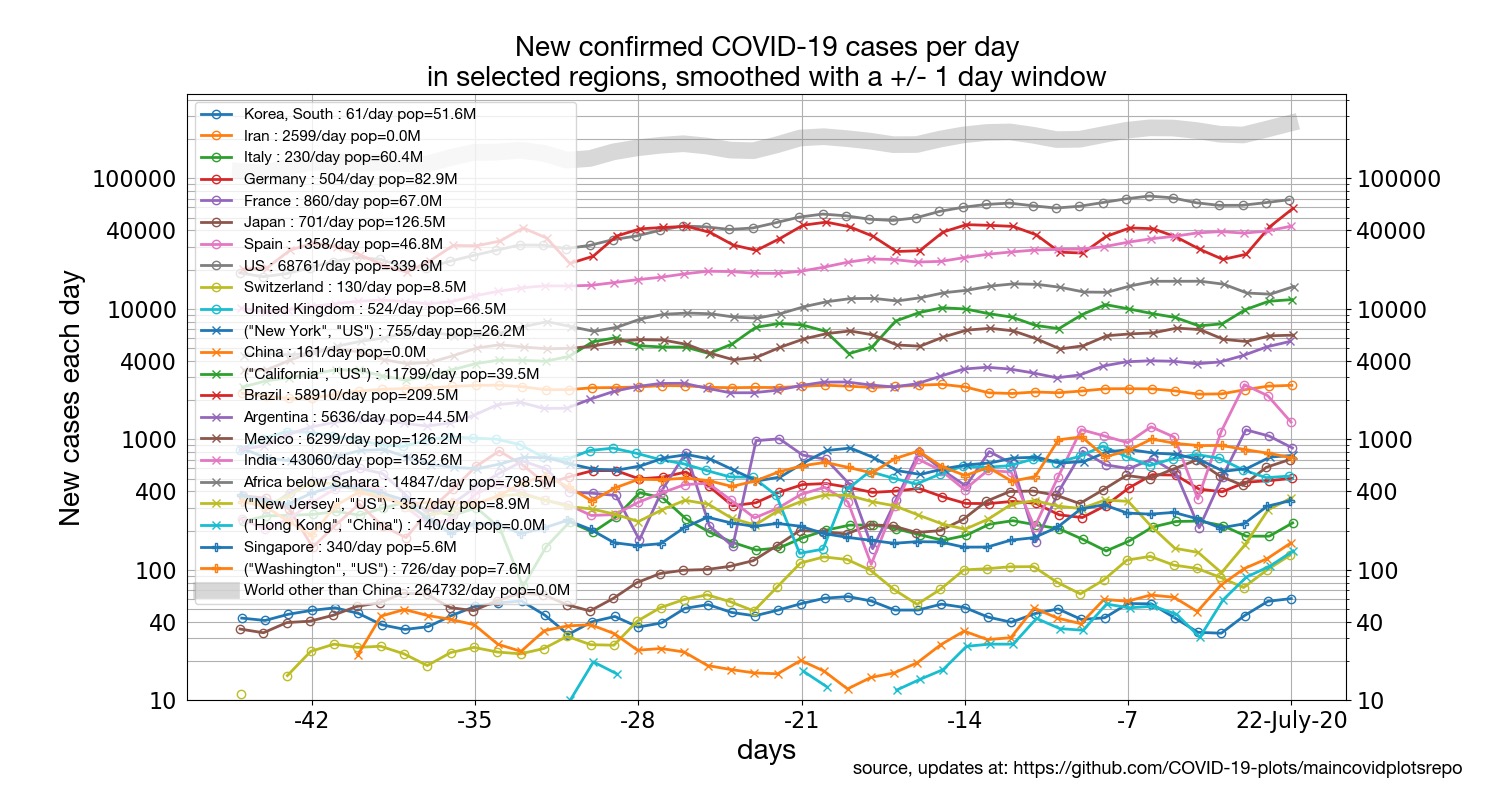 New confirmed COVID-19 cases per day
in selected regions, smoothed with a +/- 1 day window
Korea, South : 61/day pop=51.6M
Iran : 2599/day pop=0.0M
Italy : 230/day pop=60.4M
Germany : 504/day pop=82.9M
France : 860/day pop=67.0M
Japan : 701/day pop=126.5M
Spain : 1358/day pop=46.8M
US : 68761/day pop=339.6M
Switzerland : 130/day pop=8.5M
United Kingdom : 524/day pop=66.5M
("New York", "US") : 755/day pop=26.2M
China : 161/day pop=0.0M
("California", "US") : 11799/day pop=39.5M
Brazil : 58910/day pop=209.5M
Argentina : 5636/day pop=44.5M
Mexico : 6299/day pop=126.2M
India : 43060/day pop=1352.6M
Africa below Sahara : 14847/day pop=798.5M
("New Jersey", "US") : 357/day pop=8.9M
("Hong Kong", "China") : 140/day pop=0.0M
Singapore : 340/day pop=5.6M
("Washington", "US") : 726/day pop=7.6M
World other than China : 264732/day pop=0.0M
New cases each day
100000
40000
10000
4000
1000
400
100
40
10
100000
40000
10000
4000
1000
400
100
40
10
-42 -35 -28 -21 -14 -7 22-July-20
days
source, updates at: https://github.com/COVID-19-plots/maincovidplotsrepo